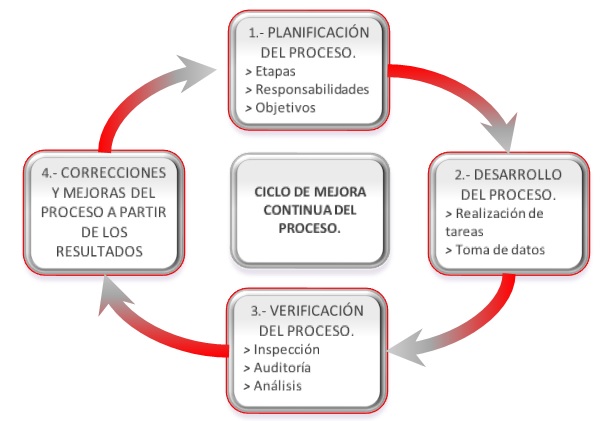 1.- PLANIFICACIÓN
DEL PROCESO.
> Etapas
> Responsabilidades
> Objetivos
2.- DESARROLLO
DEL PROCESO.
> Realización de
tareas
> Toma de datos
3.- VERIFICACIÓN
DEL PROCESO.
> Inspección
> Auditoría
> Análisis
4.- CORRECCIONES
Y MEJORAS DEL
PROCESO A PARTIR
DE LOS
RESULTADOS
CICLO DE MEJORA
CONTINUA DEL
PROCESO.